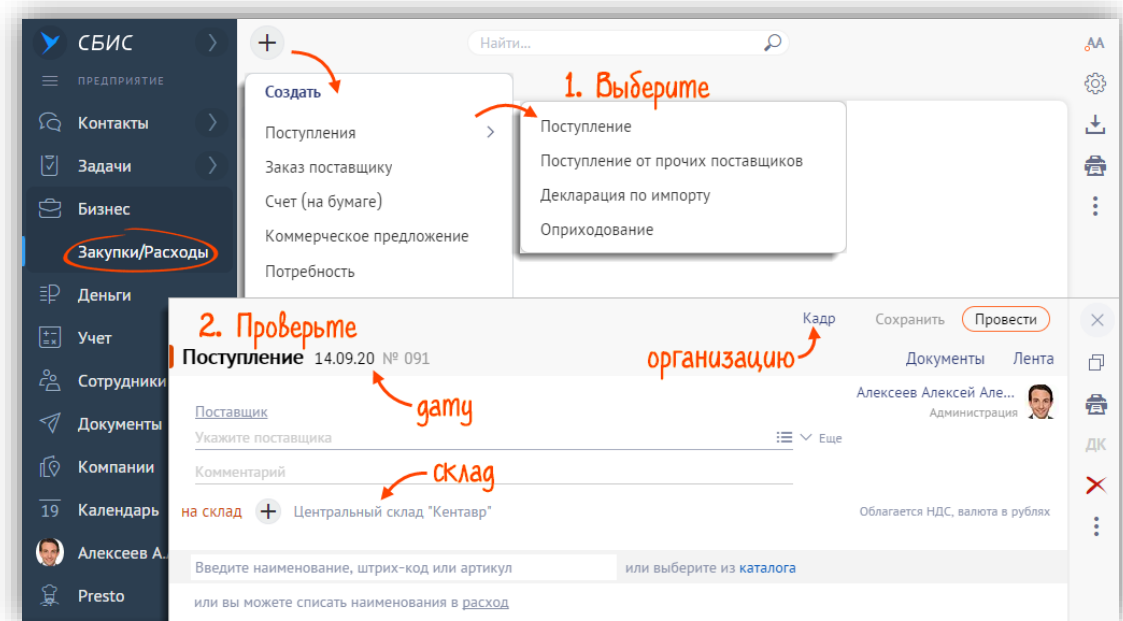 СБИС
Найти...
AA
ПРЕДПРИЯТИЕ
Контакты
Задачи
Бизнес
Закупки/Расходы
Деньги
Учет
Сотрудники
Документы
Компании
19 Календарь
Алексеев А.
Presto
Создать
Поступления
Заказ поставщику
Счет (на бумаге)
Коммерческое предложение
Потребность
1. Выберите
Поступление
Поступление от прочих поставщиков
Декларация по импорту
Оприходование
2. Проверьте
Кадр Сохранить Провести
Поступление 14.09.20 № 091
организацию
Документы Лента
дату
Алексеев Алексей Але...
Администрация
Поставщик
Укажите поставщика
Еще
ДК
Комментарий
склад
на склад Центральный склад "Кентавр"
Облагается НДС, валюта в рублях
Введите наименование, штрих-код или артикул или выберите из каталога
или вы можете списать наименования в расход